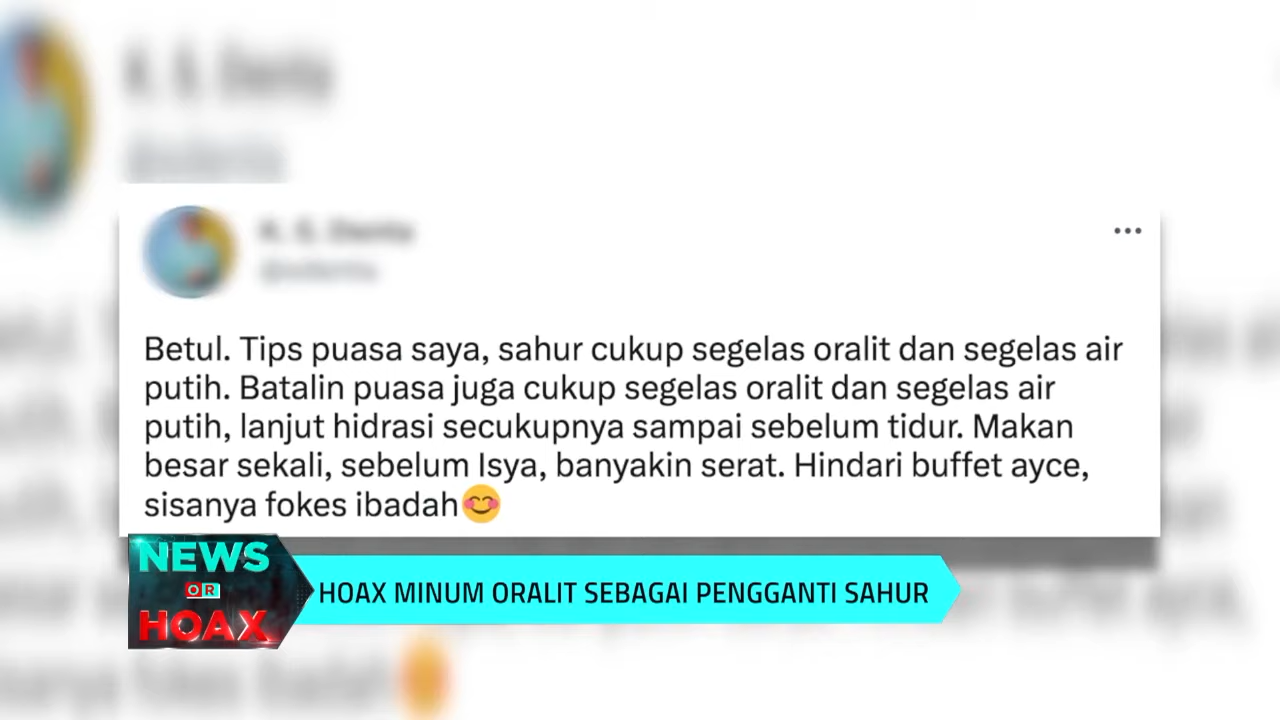 Betul. Tips puasa saya, sahur cukup segelas oralit dan segelas air
putih. Batalin puasa juga cukup segelas oralit dan segelas air
putih, lanjut hidrasi secukupnya sampai sebelum tidur. Makan
besar sekali, sebelum Isya, banyakin serat. Hindari buffet ayce,
sisanya fokes ibadah😊
NEWS
OR
HOAX
HOAX MINUM ORALIT SEBAGAI PENGGANTI SAHUR